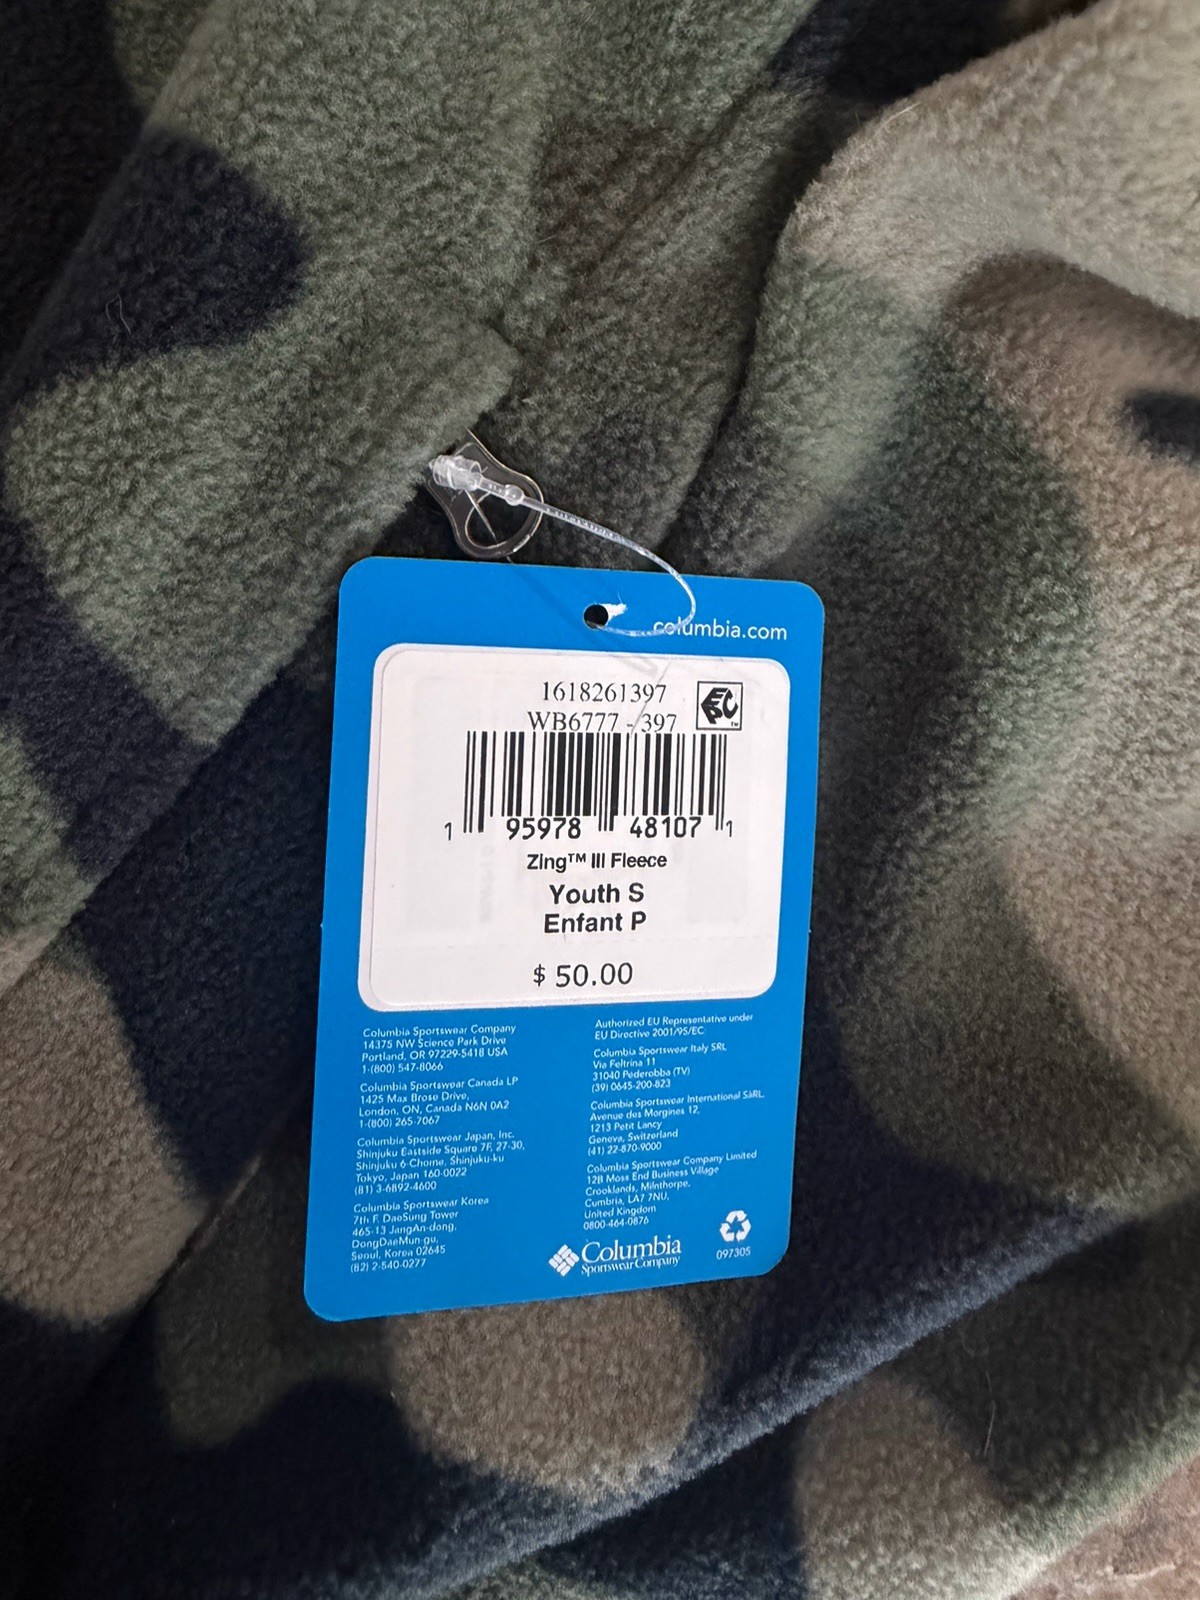 columbia.com
1618261397
WB6777 - 397
EPC
TM
1 95978 48107 1
Zing™ III Fleece
Youth S
Enfant P
$ 50.00
Columbia Sportswear Company
14375 NW Science Park Drive
Portland, OR 97229-5418 USA
1-(800) 547-8066
Columbia Sportswear Canada LP
1425 Max Brose Drive,
London, ON, Canada N6N 0A2
1-(800) 265-7067
Columbia Sportswear Japan, Inc.
Shinjuku Eastside Square 7F, 27-30,
Shinjuku 6-Chome, Shinjuku-ku
Tokyo, Japan 160-0022
(81) 3-6892-4600
Columbia Sportswear Korea
7th F. DaoSung Tower
465-13 JangAn-dong,
DongDaeMun-gu,
Seoul, Korea 02645
(82) 2-540-0277
Authorized EU Representative under
EU Directive 2001/95/EC
Columbia Sportswear Italy SRL
Via Feltrina 11
31040 Pederobba (TV)
(39) 0645-200-823
Columbia Sportswear International SàRL
Avenue des Morgines 12,
1213 Petit Lancy
Geneva, Switzerland
(41) 22-870-9000
Columbia Sportswear Company Limited
12B Moss End Business Village
Crooklands, Milnthorpe,
Cumbria, LA7 7NU,
United Kingdom
0800-464-0876
Columbia
Sportswear Company
097305